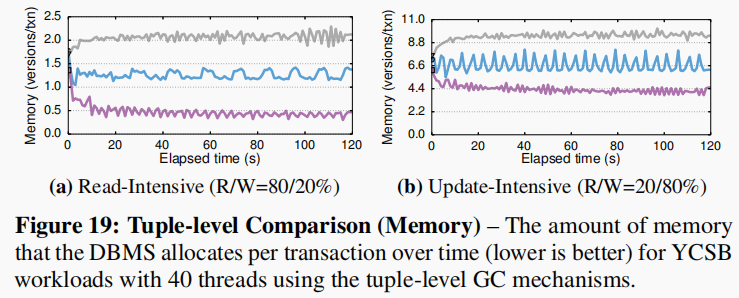 2.5
2.0
1.5
1.0
0.5
0.0
Memory (versions/txn)
0 20 40 60 80 100 120
Elapsed time (s)
(a) Read-Intensive (R/W=80/20%)
11.0
8.8
6.6
4.4
2.2
0.0
Memory (versions/txn)
0 20 40 60 80 100 120
Elapsed time (s)
(b) Update-Intensive (R/W=20/80%)
Figure 19: Tuple-level Comparison (Memory) – The amount of memory
that the DBMS allocates per transaction over time (lower is better) for YCSB
workloads with 40 threads using the tuple-level GC mechanisms.